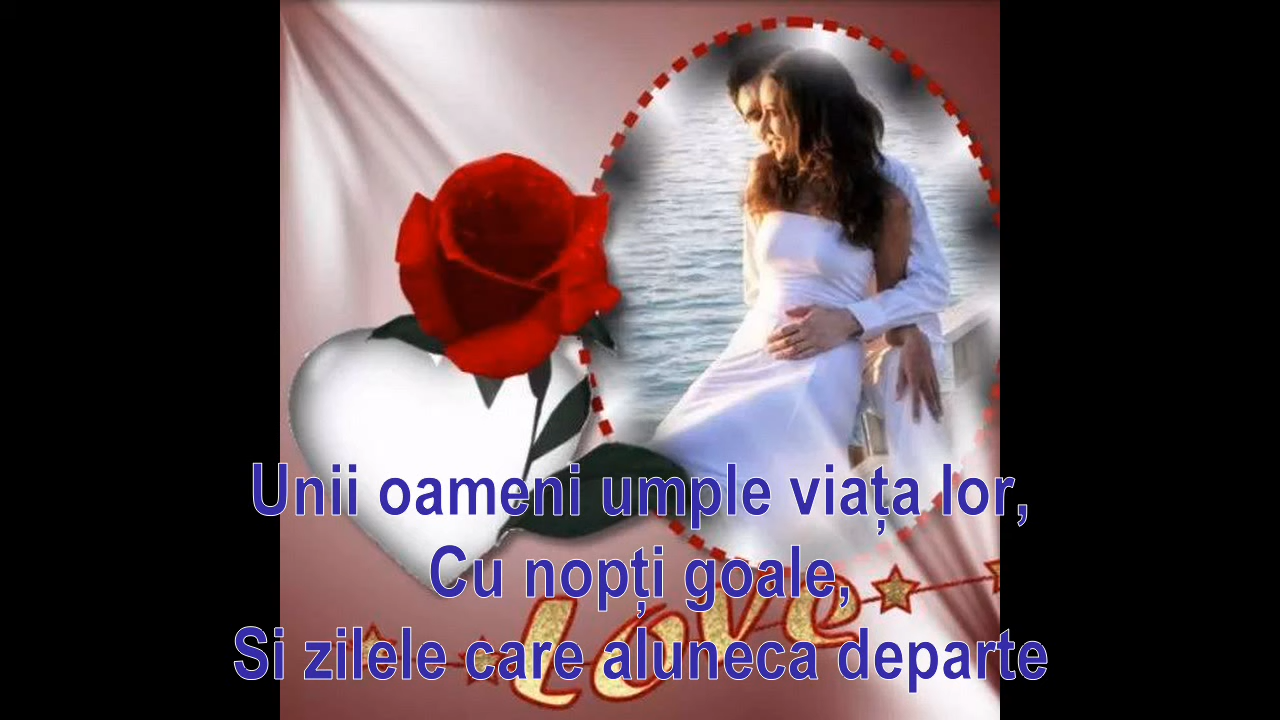 Unii oameni umple viața lor,
Cu nopți goale,
Love
Si zilele care aluneca departe